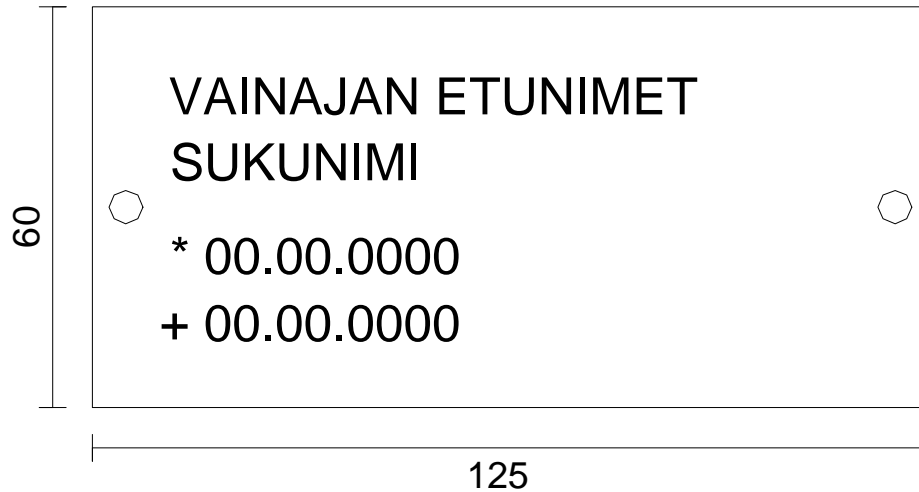 VAINAJAN ETUNIMET
SUKUNIMI
* 00.00.0000
+ 00.00.0000
60
125